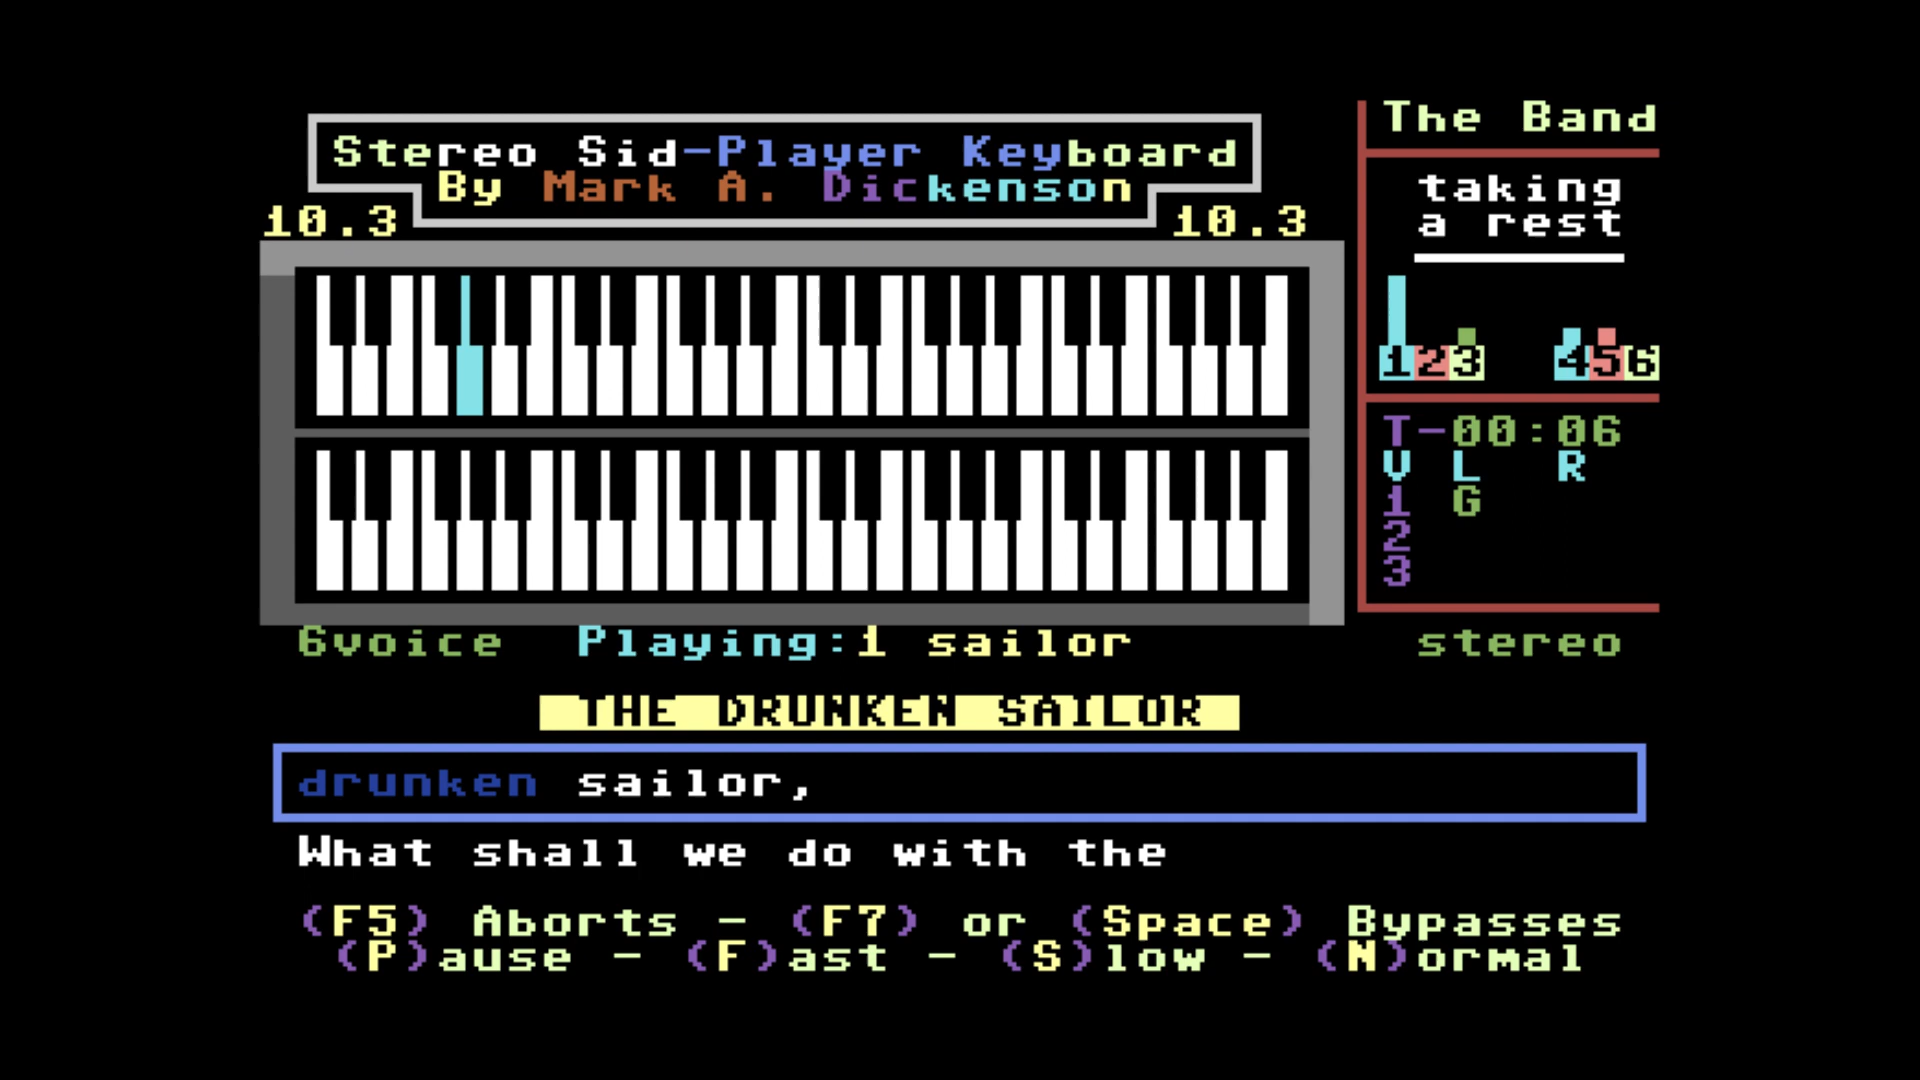 Stereo Sid-Player Keyboard
By Mark A. Dickenson
10.3 10.3
The Band
taking
a rest
123 456
T-00:06
V L R
1 G
2
3
6voice Playing:1 sailor stereo
THE DRUNKEN SAILOR
drunken sailor,
What shall we do with the
(F5) Aborts - (F7) or (Space) Bypasses
(P)ause - (F)ast - (S)low - (N)ormal